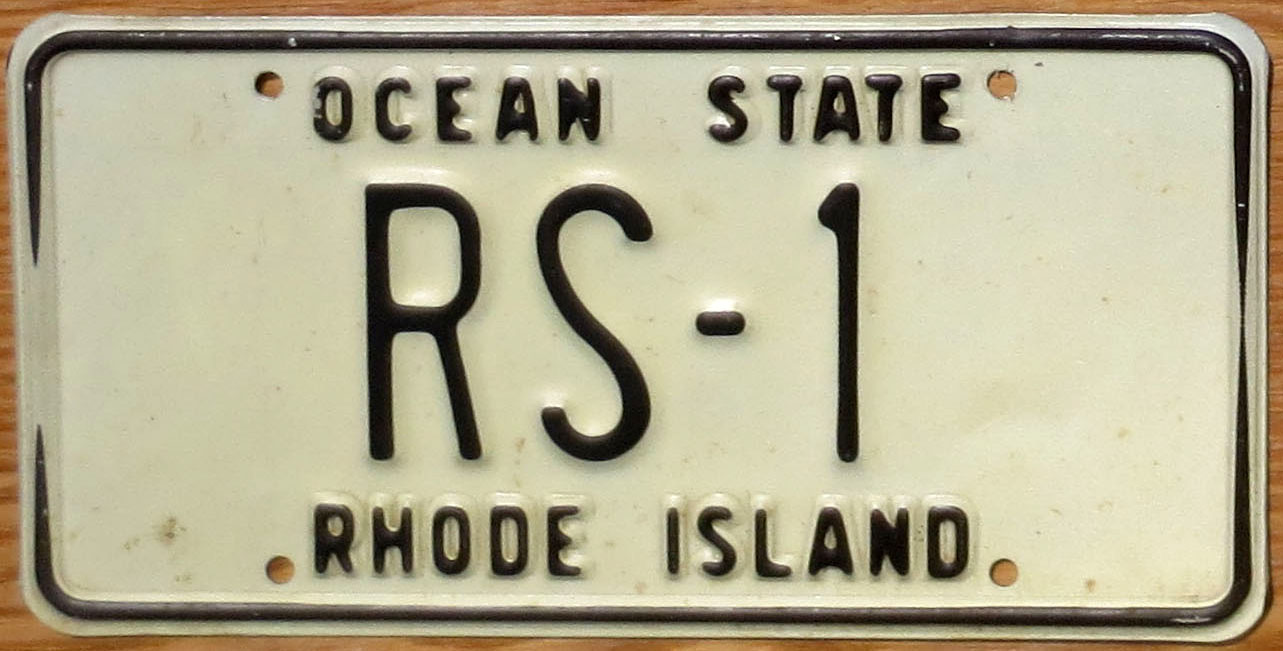 OCEAN STATE
RS-1
RHODE ISLAND